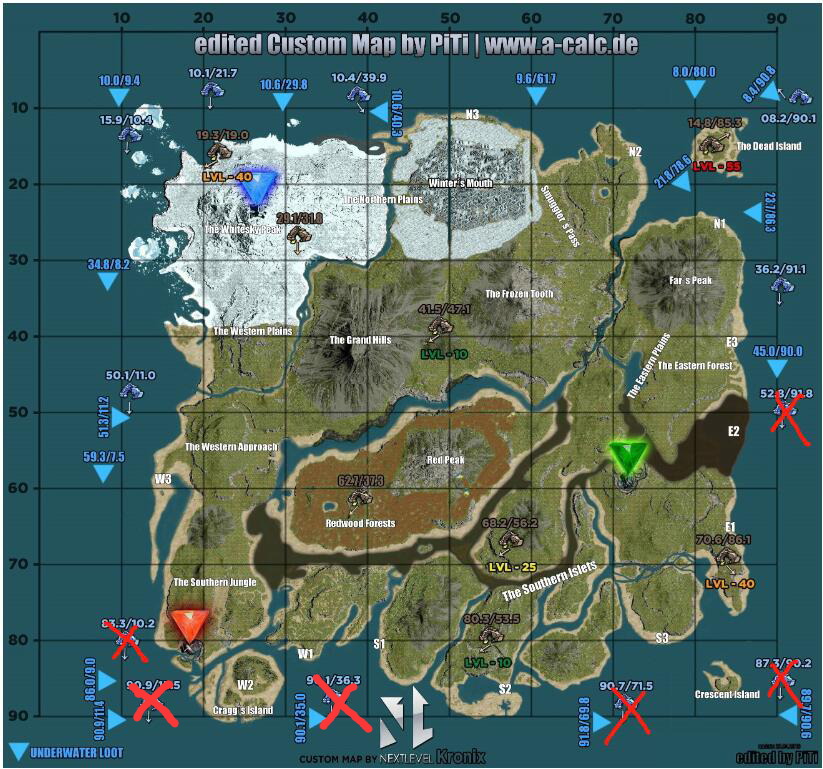 10 20 30 40 50 60 70 80 90
edited Custom Map by PiTi | www.a-calc.de
10.0/9.4
10.1/21.7
10.6/29.8
10.4/39.9
10.6/40.3
9.6/61.7
8.0/80.0
8.4/90.8
08.2/90.1
10
15.9/10.4
19.3/19.0
LVL - 40
N3
N2
14.8/85.3
The Dead Island
LVL - 55
21.8/78.6
20
Winter's Mouth
The Northern Plains
Smuggler's Pass
23.7/86.3
The Whitesky Peak
29.1/31.8
N1
30
34.8/8.2
The Frozen Tooth
Far's Peak
36.2/91.1
41.5/47.1
The Western Plains
The Grand Hills
LVL - 10
40
E3
The Eastern Plains
The Eastern Forest
45.0/90.0
50.1/11.0
51.3/11.2
50
E2
The Western Approach
Red Peak
59.3/7.5
W3
62.7/37.3
60
Redwood Forests
68.2/56.2
LVL - 25
E1
70.6/86.1
LVL - 40
70
The Southern Jungle
The Southern Islets
83.3/10.2
80.3/53.5
LVL - 10
80
S3
S1
W1
86.0/9.0
W2
S2
87.3/90.2
90.7/71.5
Crescent Island
90
90.9/11.4
Cragg's Island
90.1/35.0
91.8/69.8
89.7/90.6
UNDERWATER LOOT
CUSTOM MAP BY NEXTLEVEL Kronix
edited by PiTi